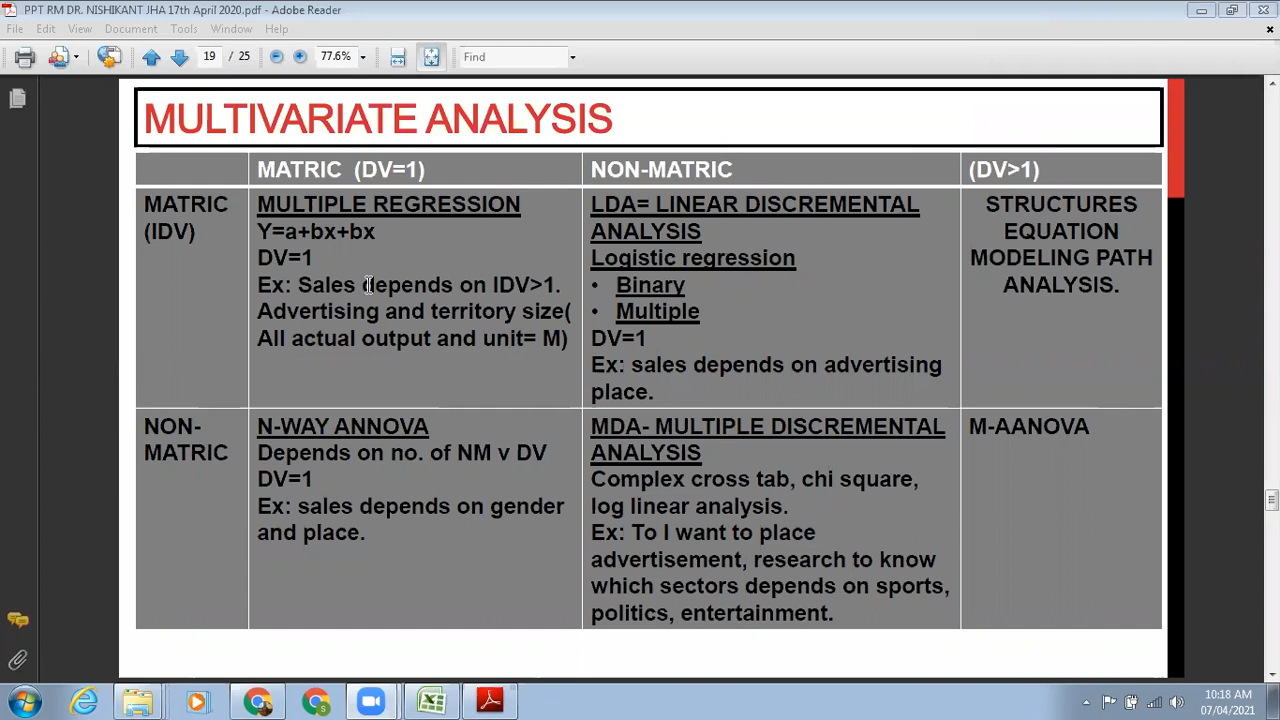 PPT RM DR. NISHIKANT JHA 17th April 2020.pdf - Adobe Reader
File Edit View Document Tools Window Help
19 / 25 77.6% Find
MULTIVARIATE ANALYSIS
MATRIC (DV=1)
NON-MATRIC
(DV>1)
MATRIC
(IDV)
MULTIPLE REGRESSION
Y=a+bx+bx
DV=1
Ex: Sales depends on IDV>1.
Advertising and territory size(
All actual output and unit= M)
LDA= LINEAR DISCREMENTAL
ANALYSIS
Logistic regression
• Binary
• Multiple
DV=1
Ex: sales depends on advertising
place.
STRUCTURES
EQUATION
MODELING PATH
ANALYSIS.
NON-
MATRIC
N-WAY ANNOVA
Depends on no. of NM v DV
DV=1
Ex: sales depends on gender
and place.
MDA- MULTIPLE DISCREMENTAL
ANALYSIS
Complex cross tab, chi square,
log linear analysis.
Ex: To I want to place
advertisement, research to know
which sectors depends on sports,
politics, entertainment.
M-AANOVA
10:18 AM
07/04/2021